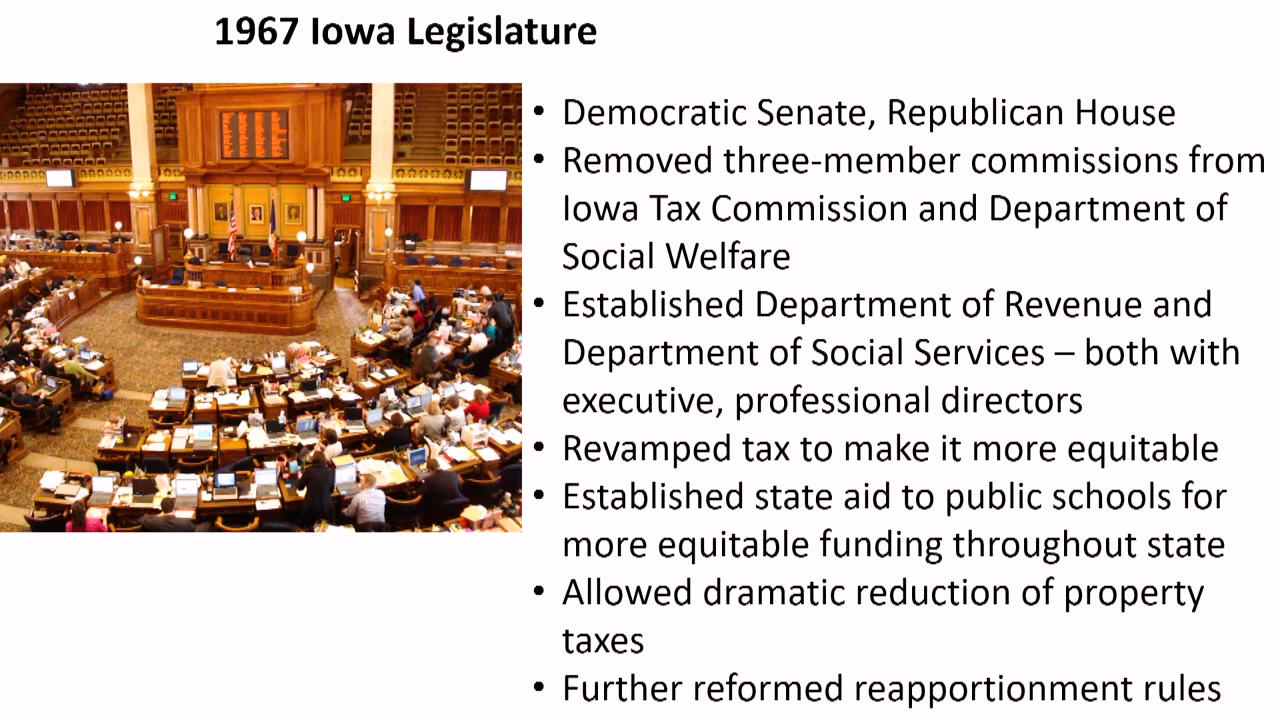 1967 Iowa Legislature
• Democratic Senate, Republican House
• Removed three-member commissions from
Iowa Tax Commission and Department of
Social Welfare
• Established Department of Revenue and
Department of Social Services – both with
executive, professional directors
• Revamped tax to make it more equitable
• Established state aid to public schools for
more equitable funding throughout state
• Allowed dramatic reduction of property
taxes
• Further reformed reapportionment rules